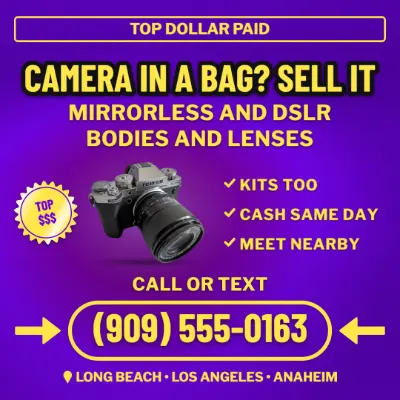 TOP DOLLAR PAID
CAMERA IN A BAG? SELL IT
MIRRORLESS AND DSLR
BODIES AND LENSES
FUJIFILM
TOP
$$$
KITS TOO
CASH SAME DAY
MEET NEARBY
CALL OR TEXT
(909) 555-0163
LONG BEACH • LOS ANGELES • ANAHEIM